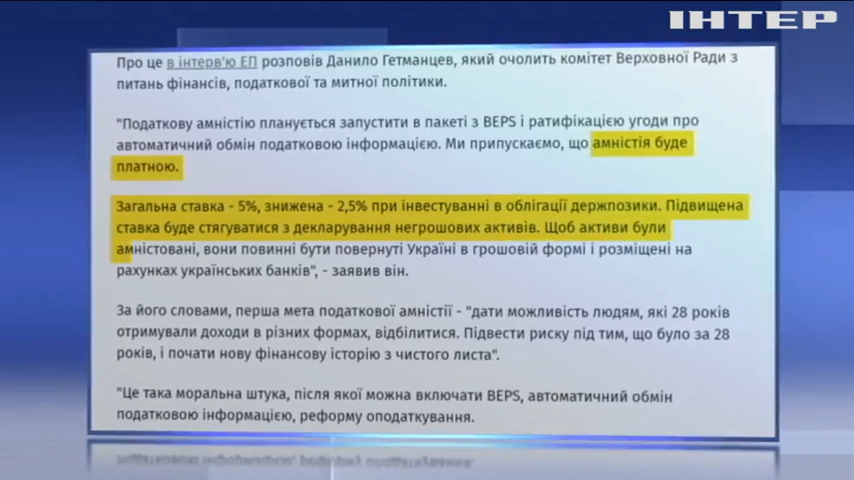 ІНТЕР
Про це в інтерв'ю ЕП розповів Данило Гетманцев, який очолить комітет Верховної Ради з
питань фінансів, податкової та митної політики.
"Податкову амністію планується запустити в пакеті з BEPS і ратифікацією угоди про
автоматичний обмін податковою інформацією. Ми припускаємо, що амністія буде
платною.
Загальна ставка - 5%, знижена - 2,5% при інвестуванні в облігації держпозики. Підвищена
ставка буде стягуватися з декларування негрошових активів. Щоб активи були
амністовані, вони повинні бути повернуті Україні в грошовій формі і розміщені на
рахунках українських банків", - заявив він.
За його словами, перша мета податкової амністії - "дати можливість людям, які 28 років
отримували доходи в різних формах, відбілитися. Підвести риску під тим, що було за 28
років, і почати нову фінансову історію з чистого листа".
"Це така моральна штука, після якої можна включати BEPS, автоматичний обмін
податковою інформацією, реформу оподаткування.